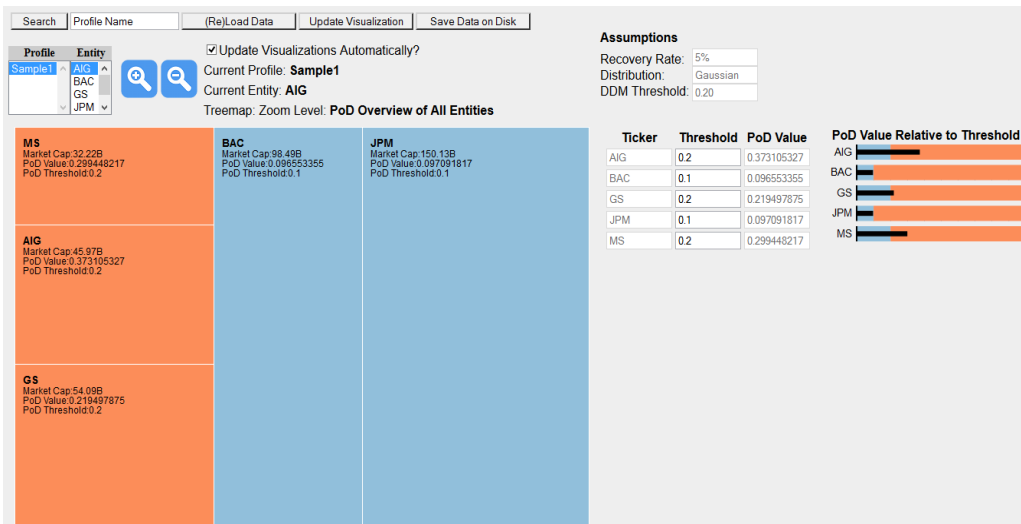 Search Profile Name (Re)Load Data Update Visualization Save Data on Disk
Profile Entity
Sample1 AIG
BAC
GS
JPM
Update Visualizations Automatically?
Current Profile: Sample1
Current Entity: AIG
Treemap: Zoom Level: PoD Overview of All Entities
Assumptions
Recovery Rate: 5%
Distribution: Gaussian
DDM Threshold: 0.20
MS
Market Cap:32.22B
PoD Value:0.299448217
PoD Threshold:0.2
AIG
Market Cap:45.97B
PoD Value:0.373105327
PoD Threshold:0.2
GS
Market Cap:54.09B
PoD Value:0.219497875
PoD Threshold:0.2
BAC
Market Cap:98.49B
PoD Value:0.096553355
PoD Threshold:0.1
JPM
Market Cap:150.13B
PoD Value:0.097091817
PoD Threshold:0.1
Ticker Threshold PoD Value
AIG 0.2 0.373105327
BAC 0.1 0.096553355
GS 0.2 0.219497875
JPM 0.1 0.097091817
MS 0.2 0.299448217
PoD Value Relative to Threshold
AIG
BAC
GS
JPM
MS